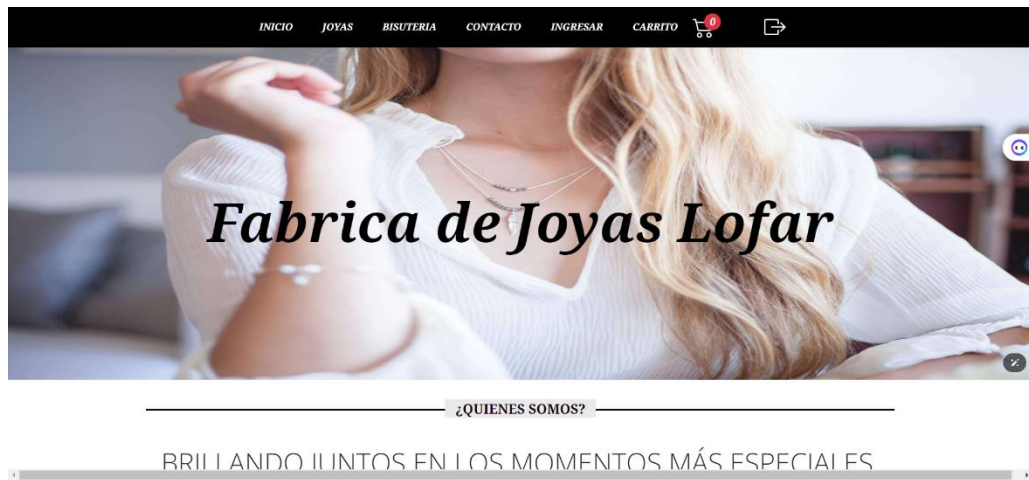 INICIO JOYAS BISUTERIA CONTACTO INGRESAR CARRITO 0
Fabrica de Joyas Lofar
¿QUIENES SOMOS?
BRILLANDO JUNTOS EN LOS MOMENTOS MÁS ESPECIALES